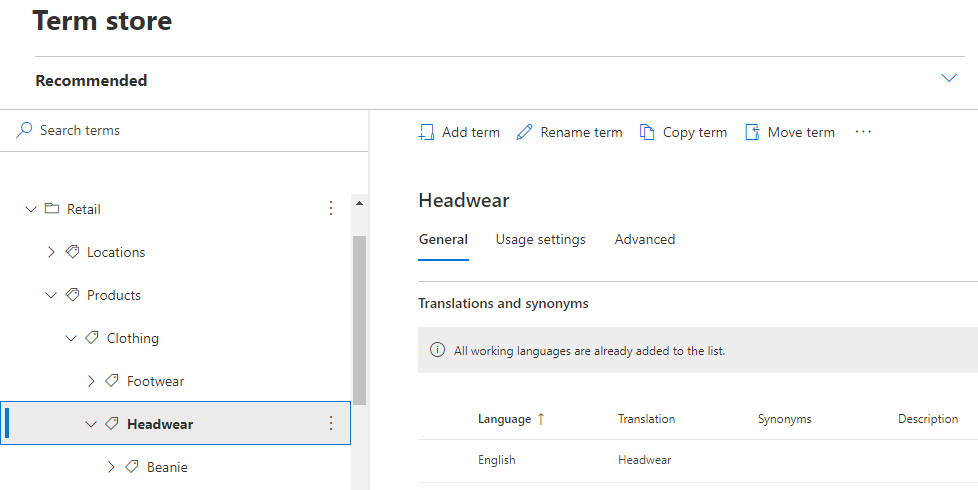 Term store
Recommended
Search terms
Add term Rename term Copy term Move term ...
Retail
Locations
Products
Clothing
Footwear
Headwear
Beanie
Headwear
General Usage settings Advanced
Translations and synonyms
All working languages are already added to the list.
Language ↑ Translation Synonyms Description
English Headwear